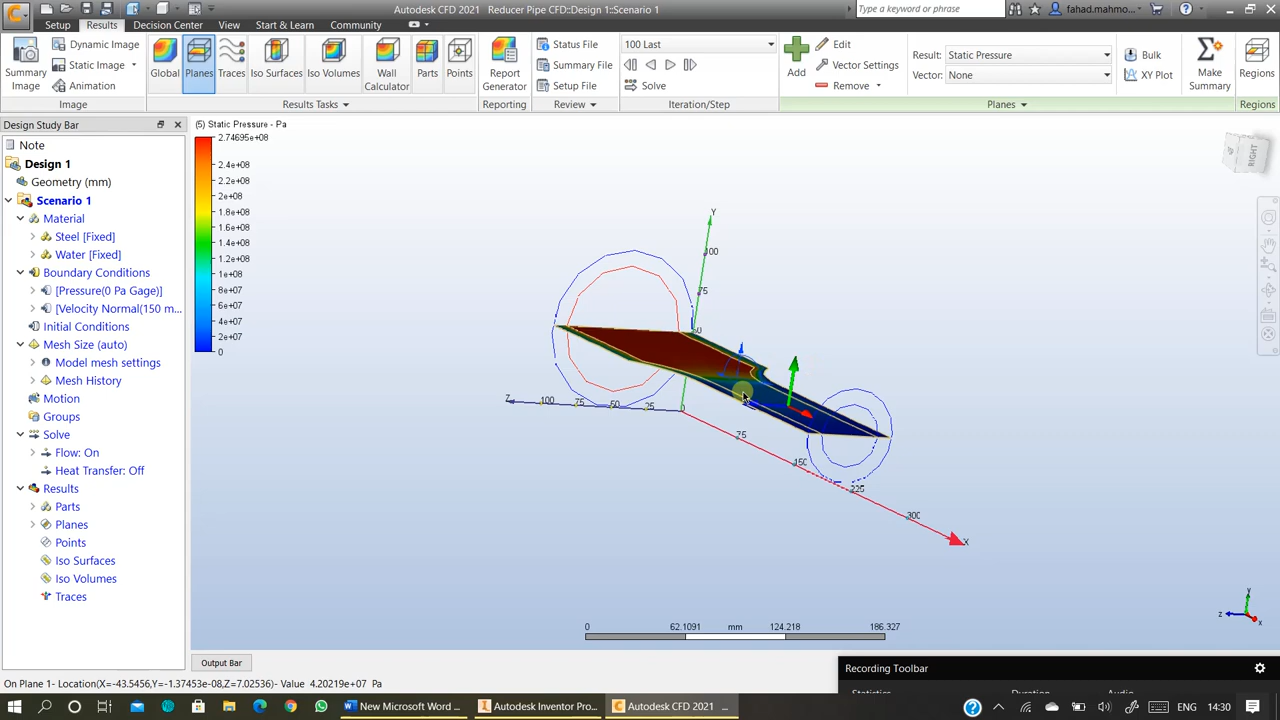 Autodesk CFD 2021   Reducer Pipe CFD::Design 1::Scenario 1
Type a keyword or phrase
fahad.mahmo...
Setup Results Decision Center View Start & Learn Community
Summary Image
Dynamic Image
Static Image
Animation
Image
Global
Planes
Traces
Iso Surfaces
Iso Volumes
Wall Calculator
Parts
Points
Results Tasks
Report Generator
Reporting
Status File
Summary File
Setup File
Review
100 Last
Solve
Iteration/Step
Add
Edit
Vector Settings
Remove
Result: Static Pressure
Vector: None
Bulk
XY Plot
Make Summary
Planes
Regions
Regions
Design Study Bar
Note
Design 1
Geometry (mm)
Scenario 1
Material
Steel [Fixed]
Water [Fixed]
Boundary Conditions
[Pressure(0 Pa Gage)]
[Velocity Normal(150 m...
Initial Conditions
Mesh Size (auto)
Model mesh settings
Mesh History
Motion
Groups
Solve
Flow: On
Heat Transfer: Off
Results
Parts
Planes
Points
Iso Surfaces
Iso Volumes
Traces
(5) Static Pressure - Pa
2.74695e+08
2.4e+08
2.2e+08
2e+08
1.8e+08
1.6e+08
1.4e+08
1.2e+08
1e+08
8e+07
6e+07
4e+07
2e+07
0
RIGHT
Y
100
75
50
Z 100 75 50 25 0
75
150
225
300
X
0 62.1091 mm 124.218 186.327
y
z
x
Output Bar
Recording Toolbar
Statistics Duration Audio
On Plane 1- Location(X=-43.5456,Y=-1.37453e-08,Z=7.02536)- Value 4.20219e+07 Pa
New Microsoft Word ...
Autodesk Inventor Pro...
Autodesk CFD 2021
ENG 14:30